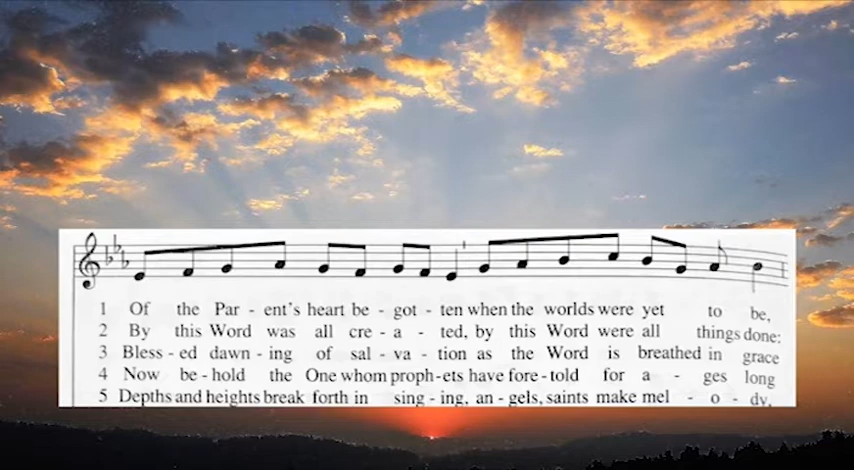 1 Of the Par - ent's heart be - got - ten when the worlds were yet to be,
2 By this Word was all cre - a - ted, by this Word were all things done:
3 Bless - ed dawn - ing of sal - va - tion as the Word is breathed in grace
4 Now be - hold the One whom proph - ets have fore - told for a - ges long
5 Depths and heights break forth in sing - ing, an - gels, saints make mel - o - dy,